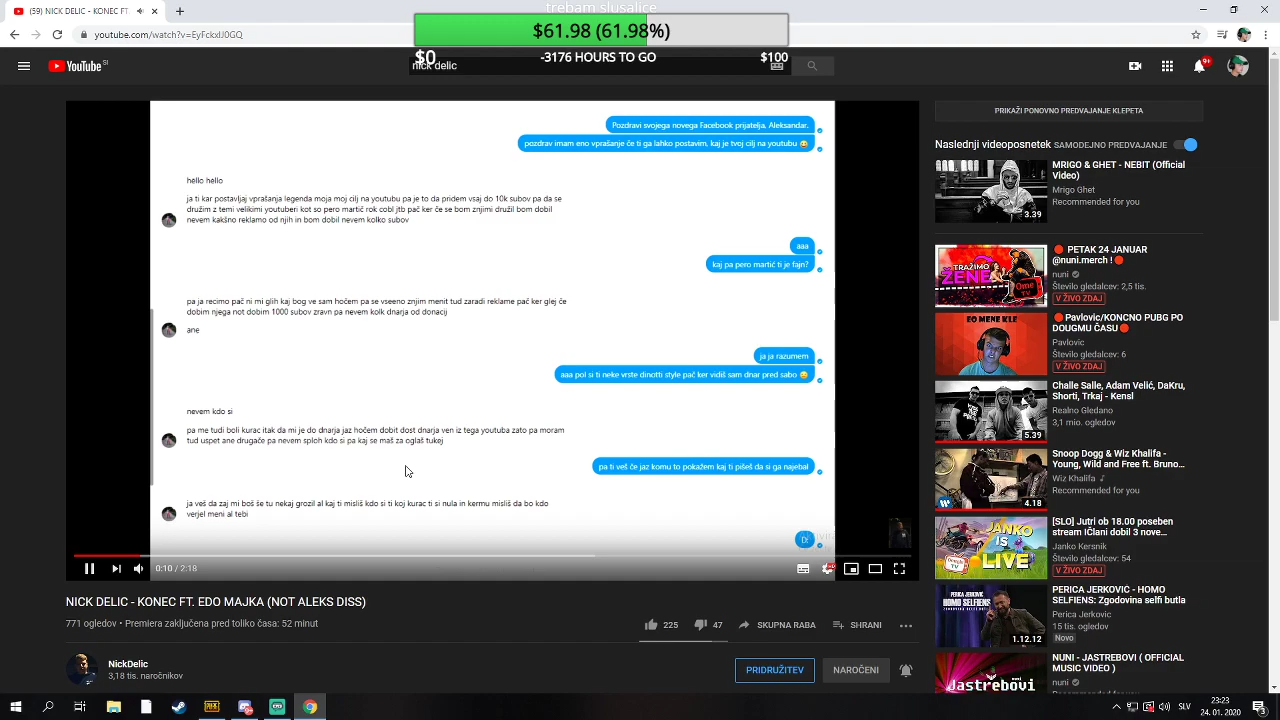 (59) NICK DELIC - KONEC FT.
trebam slusalice
$61.98 (61.98%)
youtube.com/watch?v=EyFckxIJ0GQ
$0
-3176 HOURS TO GO
$100
YouTube SI
nick delic
9+
Pozdravi svojega novega Facebook prijatelja, Aleksandar.
pozdrav imam eno vprašanje če ti ga lahko postavim, kaj je tvoj cilj na youtubu
hello hello
ja ti kar postavljaj vprašanja legenda moja moj cilj na youtubu pa je to da pridem vsaj do 10k subov pa da se
družim z temi velikimi youtuberi kot so pero martič rok cobl jtb pač ker če se bom znjimi družil bom dobil
nevem kakšno reklamo od njih in bom dobil nevem kolko subov
aaa
kaj pa pero martič ti je fajn?
pa ja recimo pač ni mi glih kaj bog ve sam hočem pa se vseeno znjim menit tud zaradi reklame pač ker glej če
dobim njega not dobim 1000 subov zravn pa nevem kolk dnarja od donacij
ane
ja ja razumem
aaa pol si ti neke vrste dinotti style pač ker vidiš sam dnar pred sabo
nevem kdo si
pa me tudi boli kurac itak da mi je do dnarja jaz hočem dobit dost dnarja ven iz tega youtuba zato pa moram
tud uspet ane drugače pa nevem sploh kdo si pa kaj se maš za oglaš tukej
pa ti veš če jaz komu to pokažem kaj ti pišeš da si ga najebal
ja veš da zaj mi boš še tu nekaj grozil al kaj ti misliš kdo si ti koj kurac ti si nula in kermu misliš da bo kdo
verjel meni al tebi
0:10 / 2:18
NICK DELIC - KONEC FT. EDO MAJKA (NOT ALEKS DISS)
771 ogledov • Premiera zaključena pred toliko časa: 52 minut
225
47
SKUPNA RABA
SHRANI
NickDelic
3,18 tis. naročnikov
PRIDRUŽITEV
NAROČENI
PRIKAŽI PONOVNO PREDVAJANJE KLEPETA
Naslednji videoposnetek
SAMODEJNO PREDVAJANJE
MRIGO & GHET - NEBIT (Official
Video)
Mrigo Ghet
Recommended for you
3.39
TRAŽIMO
ŽENE
Ome
TV
PETAK 24 JANUAR
@nuni.merch !
nuni
Število gledalcev: 2,5 tis.
V ŽIVO ZDAJ
EO MENE KLE
Pavlovic/KONCNO PUBG PO
DOUGMU ČASU
Pavlovic
Število gledalcev: 6
V ŽIVO ZDAJ
Challe Salle, Adam Velić, DaKru,
Shorti, Trkaj - Kensl
Realno Gledano
3,1 mio. ogledov
5.39
Snoop Dogg & Wiz Khalifa -
Young, Wild and Free ft. Brun...
Wiz Khalifa
Recommended for you
4.18
JANKO
IS
LIVE
[SLO] Jutri ob 18.00 poseben
stream IČlani dobil 3 nove...
Janko Kersnik
Število gledalcev: 54
V ŽIVO ZDAJ
PERICA JERKOVIC - HOMO
SELFIENS: Zgodovina selfi butla
Perica Jerkovic
15 tis. ogledov
Novo
1.12.12
Jastrebovi
NUNI - JASTREBOVI ( OFFICIAL
MUSIC VIDEO )
nuni
SLV
23:23
24. 01. 2020